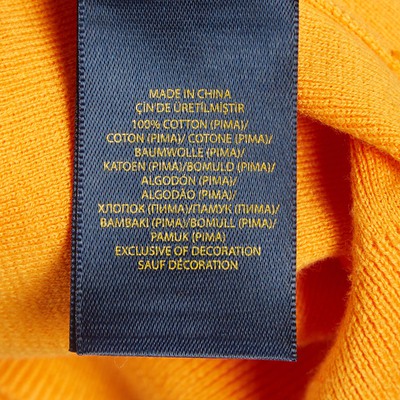 MADE IN CHINA
ÇİN'DE ÜRETİLMİŞTİR
100% COTTON (PIMA)/
COTON (PIMA)/ COTONE (PIMA)/
BAUMWOLLE (PIMA)/
KATOEN (PIMA)/BOMULD (PIMA)/
ALGODÓN (PIMA)/
ALGODÃO (PIMA)/
ХЛОПОК (ПИМА)/ПАМУК (ПИМА)/
BAMBAKI (PIMA)/BOMULL (PIMA)/
PAMUK (PIMA)
EXCLUSIVE OF DECORATION
SAUF DÉCORATION